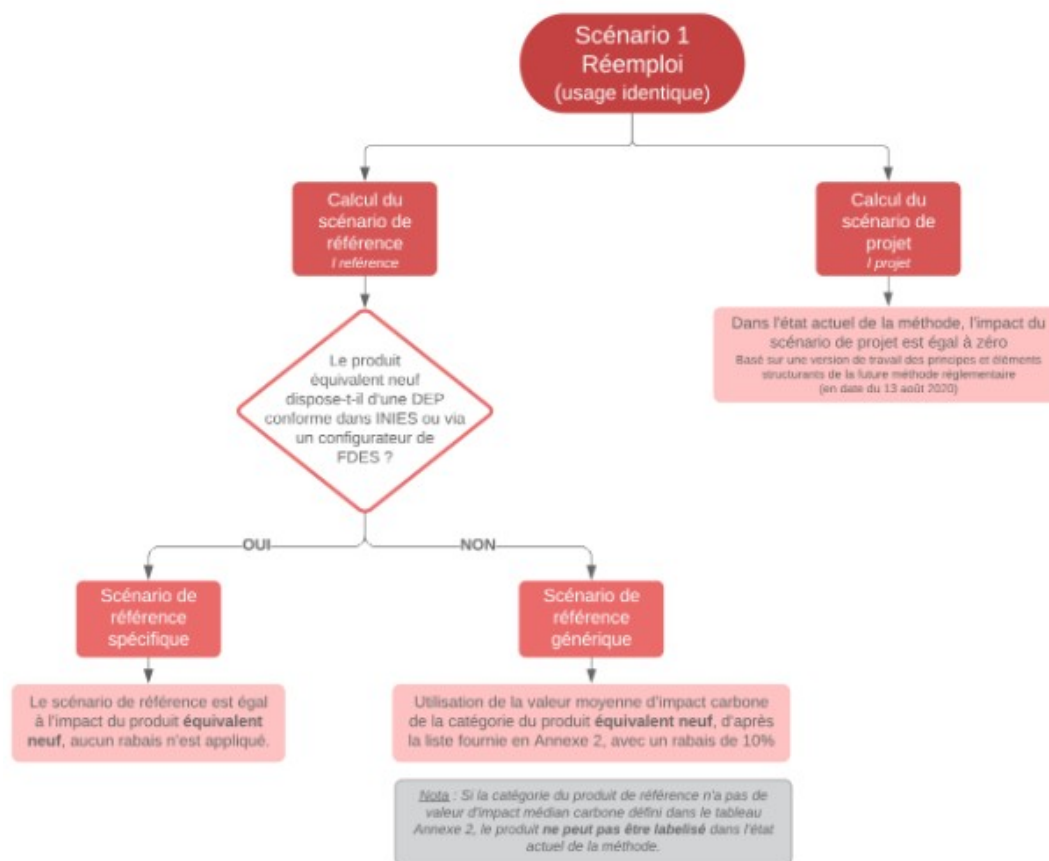 Scénario 1
Réemploi
(usage identique)
Calcul du
scénario de
référence
I reférence
Calcul du
scénario de
projet
I projet
Dans l'état actuel de la méthode, l'impact du
scénario de projet est égal à zéro
Basé sur une version de travail des principes et éléments
structurants de la future méthode réglementaire
(en date du 13 août 2020)
Le produit
équivalent neuf
dispose-t-il d'une DEP
conforme dans INIES ou via
un configurateur de
FDES ?
OUI
NON
Scénario de
référence
spécifique
Scénario de
référence
générique
Le scénario de référence est égal
à l'impact du produit équivalent
neuf, aucun rabais n'est appliqué.
Utilisation de la valeur moyenne d'impact carbone
de la catégorie du produit équivalent neuf, d'après
la liste fournie en Annexe 2, avec un rabais de 10%
Nota : Si la catégorie du produit de référence n'a pas de
valeur d'impact médian carbone défini dans le tableau
Annexe 2, le produit ne peut pas être labelisé dans l'état
actuel de la méthode.